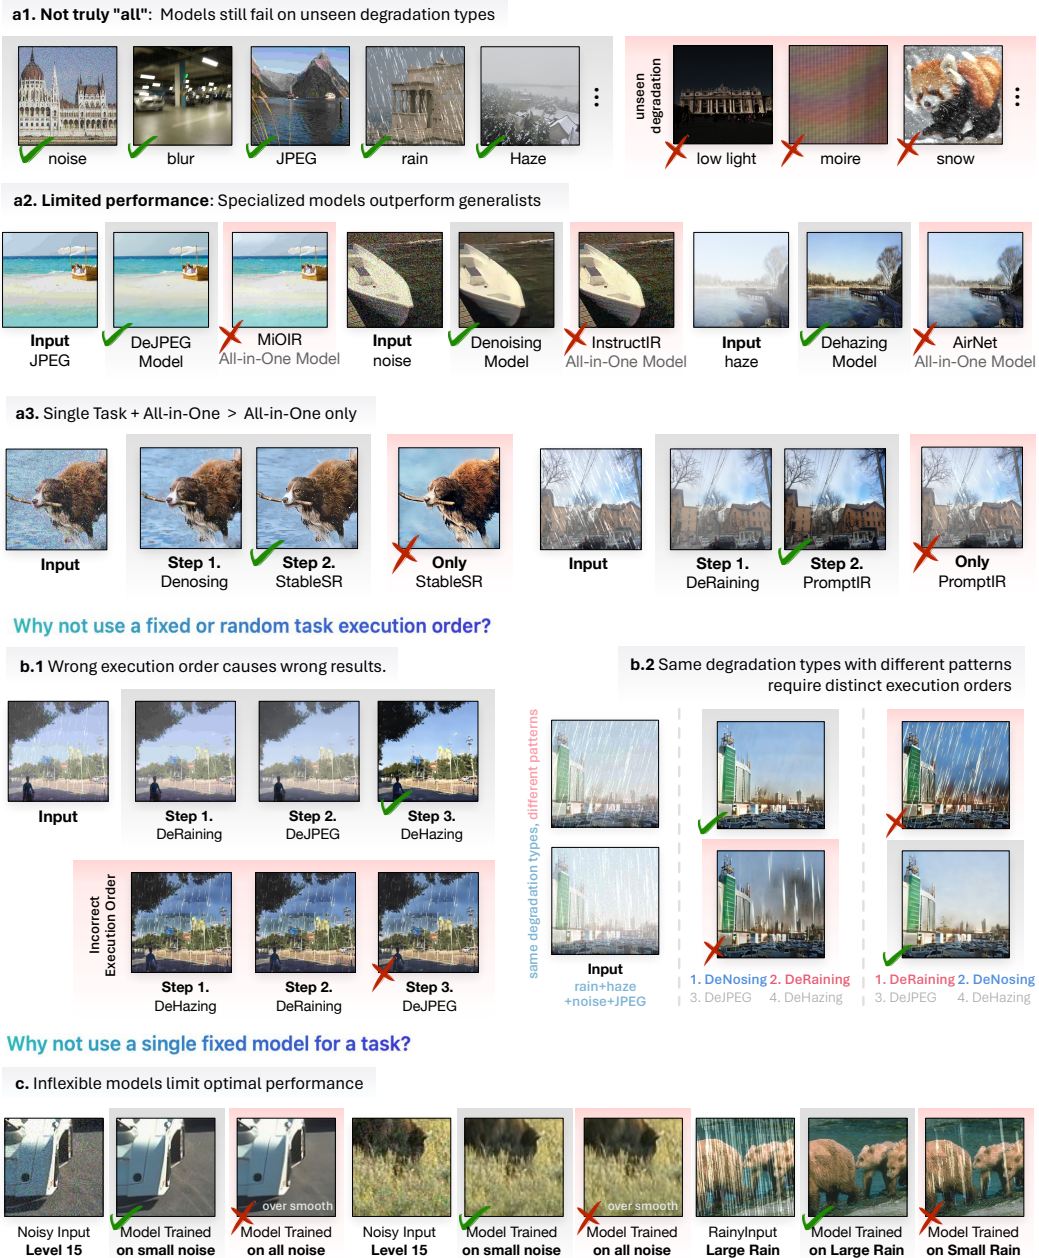 a1. Not truly "all": Models still fail on unseen degradation types
noise
blur
JPEG
rain
Haze
unseen
degradation
low light
moire
snow
a2. Limited performance: Specialized models outperform generalists
Input
JPEG
DeJPEG
Model
MiOIR
All-in-One Model
Input
noise
Denoising
Model
InstructIR
All-in-One Model
Input
haze
Dehazing
Model
AirNet
All-in-One Model
a3. Single Task + All-in-One > All-in-One only
Input
Step 1.
Denosing
Step 2.
StableSR
Only
StableSR
Input
Step 1.
DeRaining
Step 2.
PromptIR
Only
PromptIR
Why not use a fixed or random task execution order?
b.1 Wrong execution order causes wrong results.
Input
Step 1.
DeRaining
Step 2.
DeJPEG
Step 3.
DeHazing
Incorrect
Execution Order
Step 1.
DeHazing
Step 2.
DeRaining
Step 3.
DeJPEG
b.2 Same degradation types with different patterns
require distinct execution orders
same degradation types, different patterns
Input
rain+haze
+noise+JPEG
1. DeNosing 2. DeRaining
3. DeJPEG 4. DeHazing
1. DeRaining 2. DeNosing
3. DeJPEG 4. DeHazing
Why not use a single fixed model for a task?
c. Inflexible models limit optimal performance
Noisy Input
Level 15
Model Trained
on small noise
over smooth
Model Trained
on all noise
Noisy Input
Level 15
Model Trained
on small noise
over smooth
Model Trained
on all noise
RainyInput
Large Rain
Model Trained
on Large Rain
Model Trained
on Small Rain